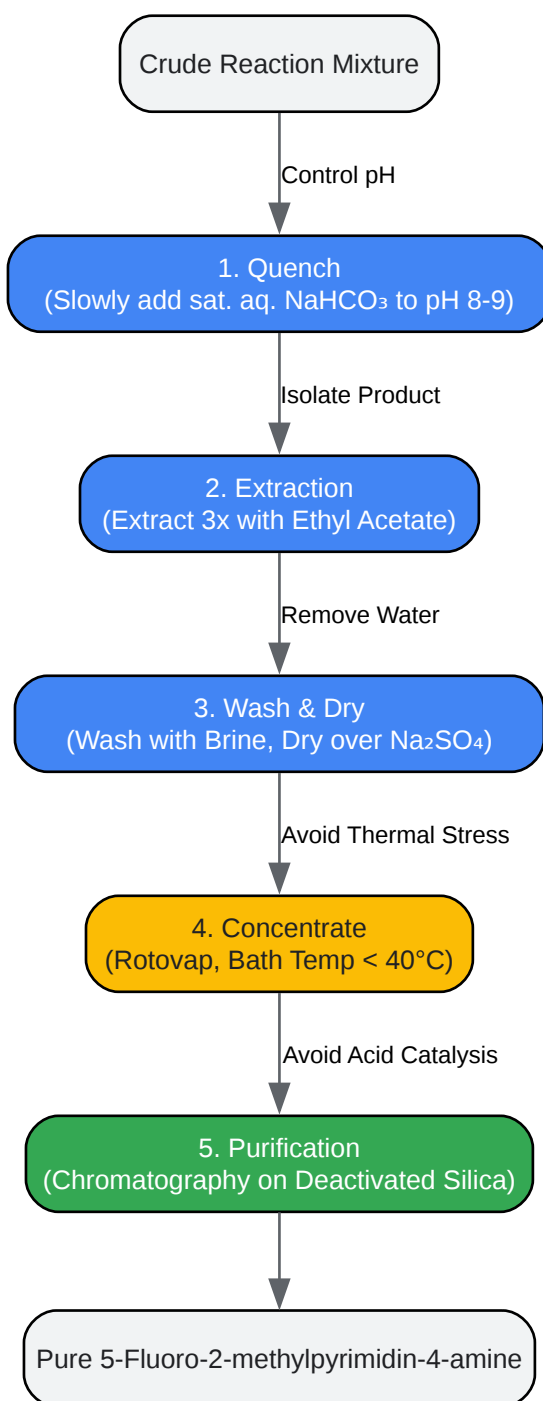 Crude Reaction Mixture
Control pH
1. Quench
(Slowly add sat. aq. NaHCO₃ to pH 8-9)
Isolate Product
2. Extraction
(Extract 3x with Ethyl Acetate)
Remove Water
3. Wash & Dry
(Wash with Brine, Dry over Na₂SO₄)
Avoid Thermal Stress
4. Concentrate
(Rotovap, Bath Temp < 40°C)
Avoid Acid Catalysis
5. Purification
(Chromatography on Deactivated Silica)
Pure 5-Fluoro-2-methylpyrimidin-4-amine